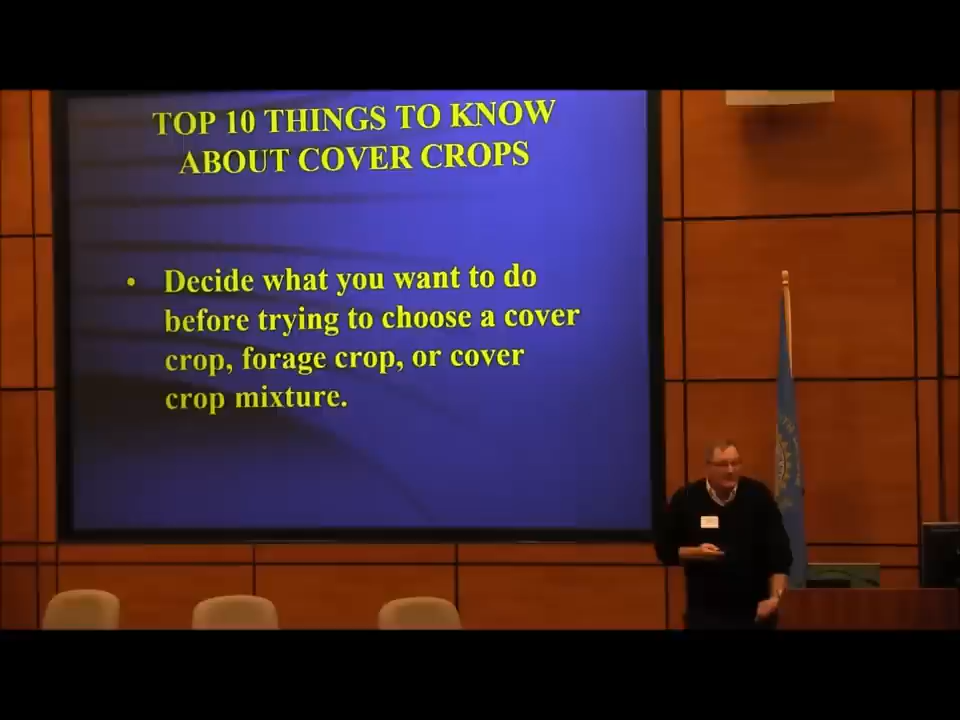 TOP 10 THINGS TO KNOW
ABOUT COVER CROPS
• Decide what you want to do
before trying to choose a cover
crop, forage crop, or cover
crop mixture.